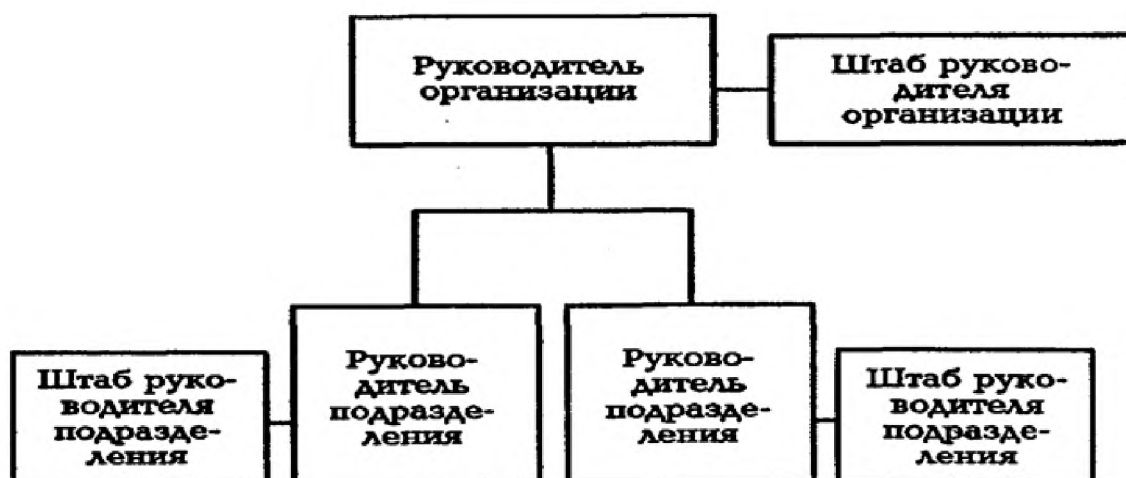 Руководитель
организации
Штаб руково-
дителя
организации
Штаб руко-
водителя
подразде-
ления
Руково-
дитель
подразде-
ления
Руково-
дитель
подразде-
ления
Штаб руко-
водителя
подразде-
ления